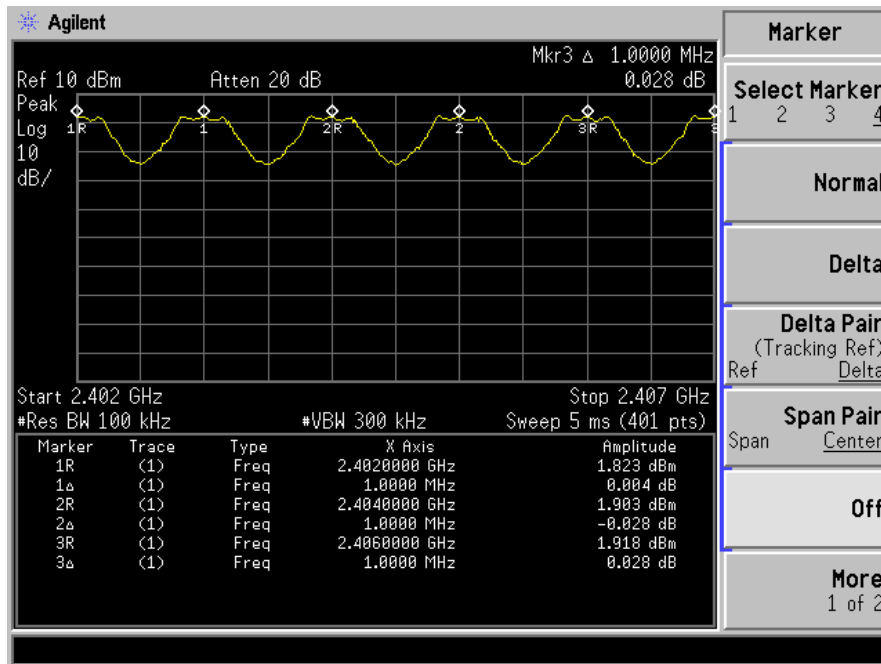 Agilent
Mkr3 Δ 1.0000 MHz
Ref 10 dBm Atten 20 dB 0.028 dB
Peak
Log
10
dB/
1R 1 2R 2 3R 3
Start 2.402 GHz Stop 2.407 GHz
#Res BW 100 kHz #VBW 300 kHz Sweep 5 ms (401 pts)
Marker Trace Type X Axis Amplitude
1R (1) Freq 2.4020000 GHz 1.823 dBm
1Δ (1) Freq 1.0000 MHz 0.004 dB
2R (1) Freq 2.4040000 GHz 1.903 dBm
2Δ (1) Freq 1.0000 MHz -0.028 dB
3R (1) Freq 2.4060000 GHz 1.918 dBm
3Δ (1) Freq 1.0000 MHz 0.028 dB
Marker
Select Marker
1 2 3 4
Normal
Delta
Delta Pair
(Tracking Ref)
Ref Delta
Span Pair
Span Center
Off
More
1 of 2